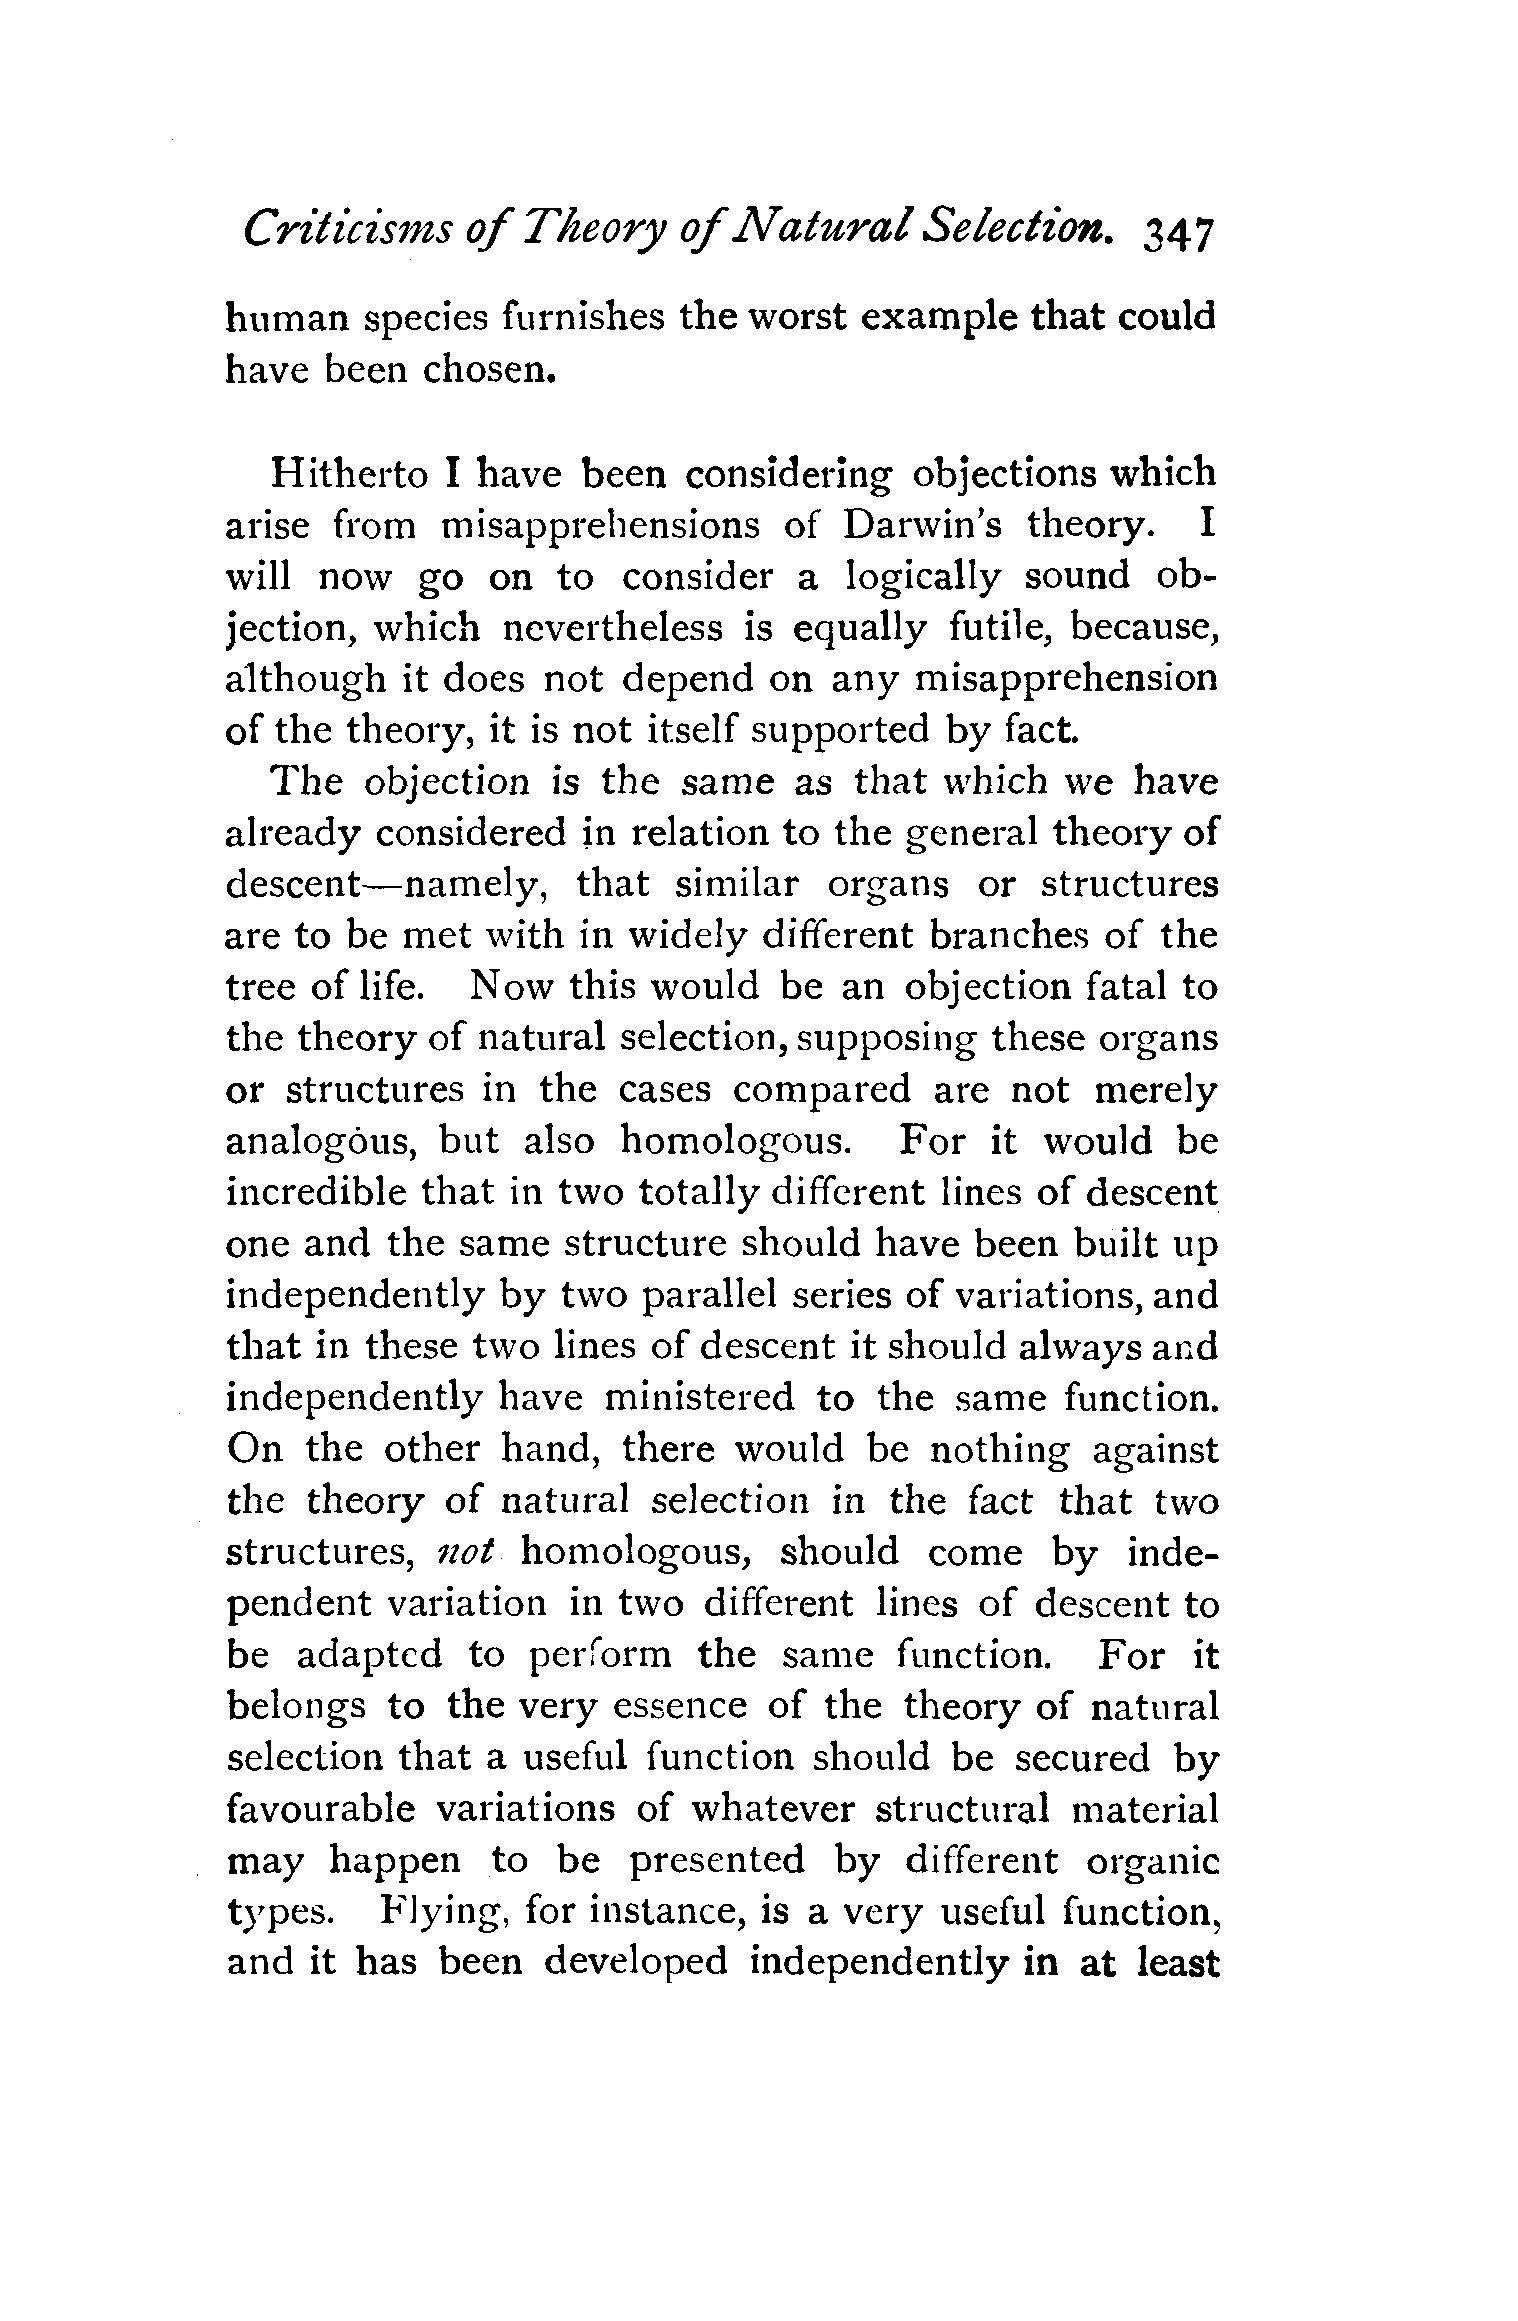 Criticisms of Theory of Natural Selection. 347
human species furnishes the worst example that could
have been chosen.
Hitherto I have been considering objections which
arise from misapprehensions of Darwin's theory. I
will now go on to consider a logically sound ob-
jection, which nevertheless is equally futile, because,
although it does not depend on any misapprehension
of the theory, it is not itself supported by fact.
The objection is the same as that which we have
already considered in relation to the general theory of
descent—namely, that similar organs or structures
are to be met with in widely different branches of the
tree of life. Now this would be an objection fatal to
the theory of natural selection, supposing these organs
or structures in the cases compared are not merely
analogous, but also homologous. For it would be
incredible that in two totally different lines of descent
one and the same structure should have been built up
independently by two parallel series of variations, and
that in these two lines of descent it should always and
independently have ministered to the same function.
On the other hand, there would be nothing against
the theory of natural selection in the fact that two
structures, not homologous, should come by inde-
pendent variation in two different lines of descent to
be adapted to perform the same function. For it
belongs to the very essence of the theory of natural
selection that a useful function should be secured by
favourable variations of whatever structural material
may happen to be presented by different organic
types. Flying, for instance, is a very useful function,
and it has been developed independently in at least